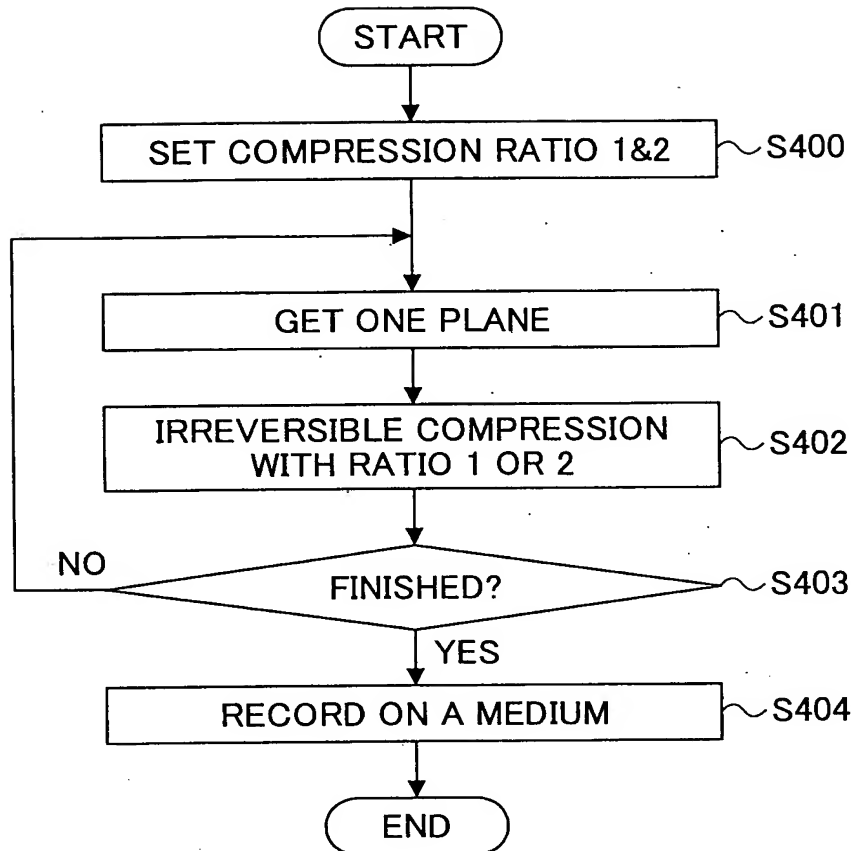 START
SET COMPRESSION RATIO 1&2
S400
GET ONE PLANE
S401
IRREVERSIBLE COMPRESSION
WITH RATIO 1 OR 2
S402
NO
FINISHED?
S403
YES
RECORD ON A MEDIUM
S404
END